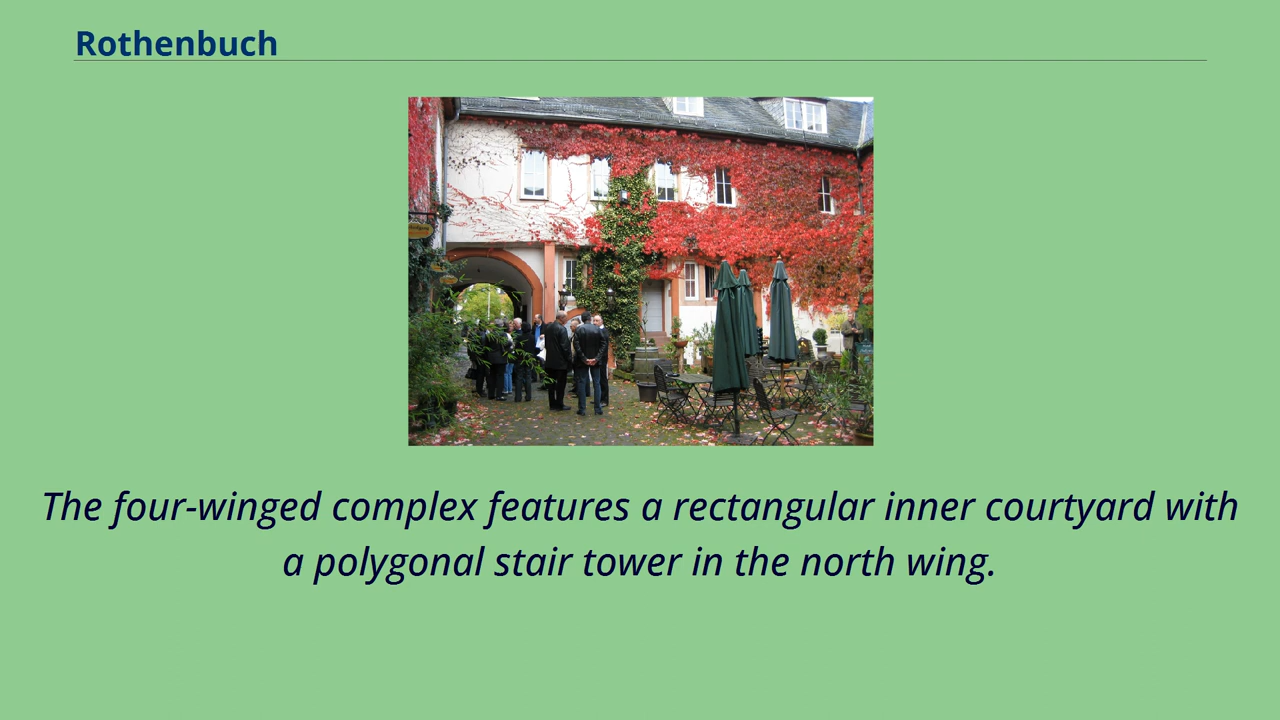 Rothenbuch
The four-winged complex features a rectangular inner courtyard with
a polygonal stair tower in the north wing.